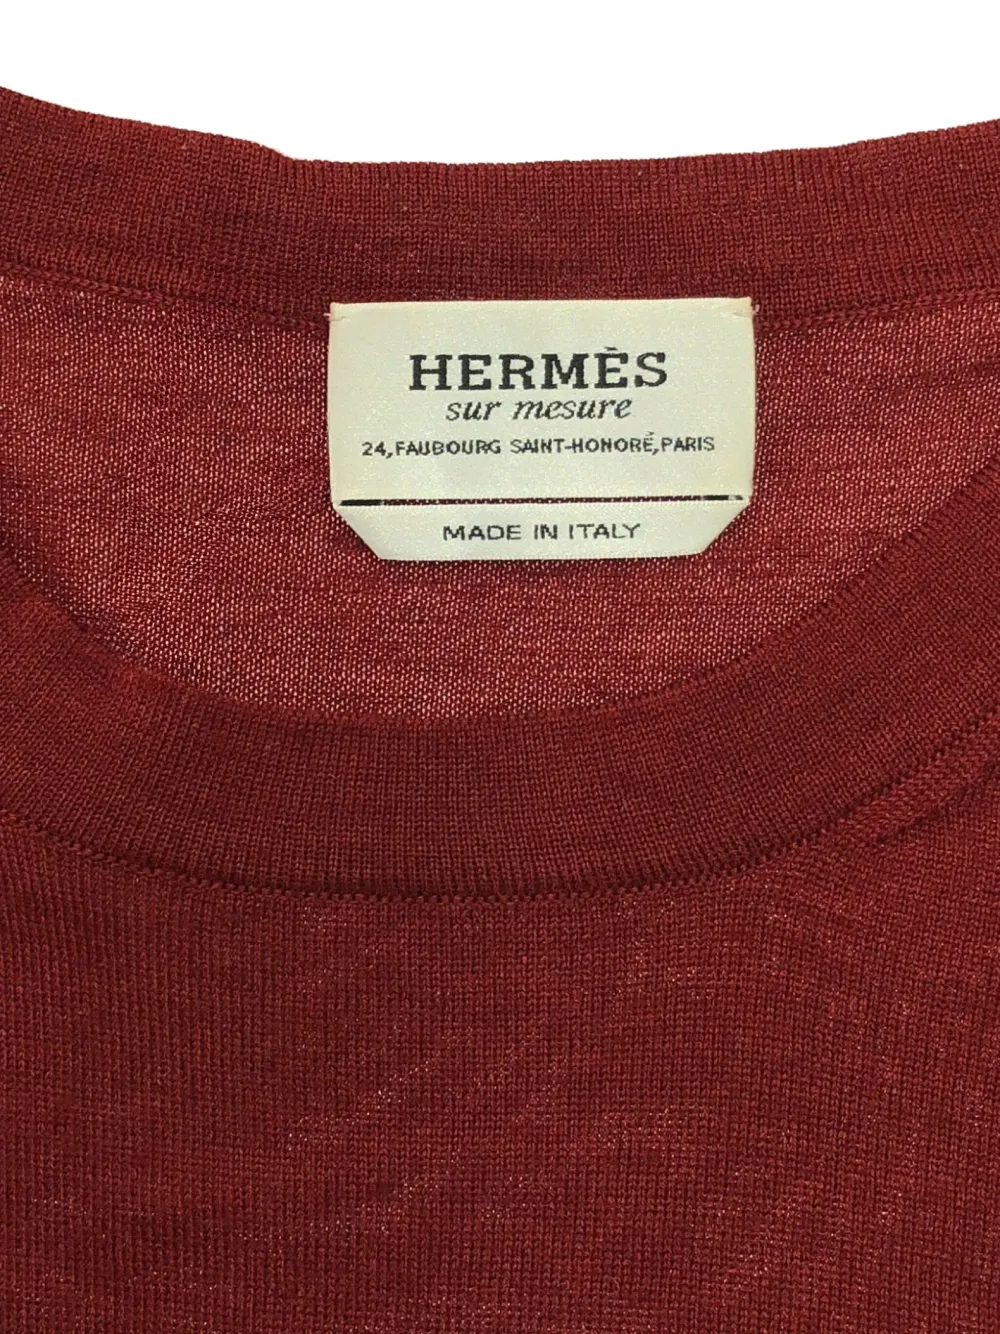 HERMÈS
sur mesure
24, FAUBOURG SAINT-HONORÉ, PARIS
MADE IN ITALY